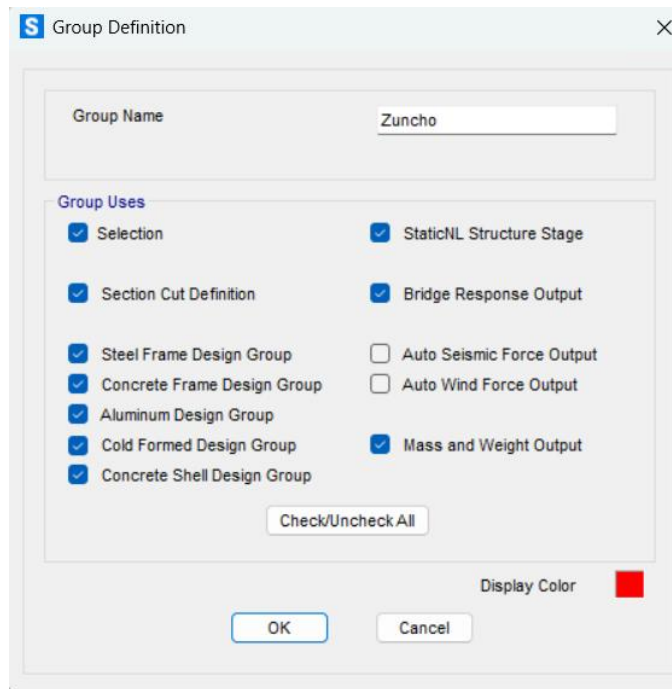 S Group Definition
Group Name
Zuncho
Group Uses
Selection
StaticNL Structure Stage
Section Cut Definition
Bridge Response Output
Steel Frame Design Group
Auto Seismic Force Output
Concrete Frame Design Group
Auto Wind Force Output
Aluminum Design Group
Cold Formed Design Group
Mass and Weight Output
Concrete Shell Design Group
Check/Uncheck All
Display Color
OK
Cancel